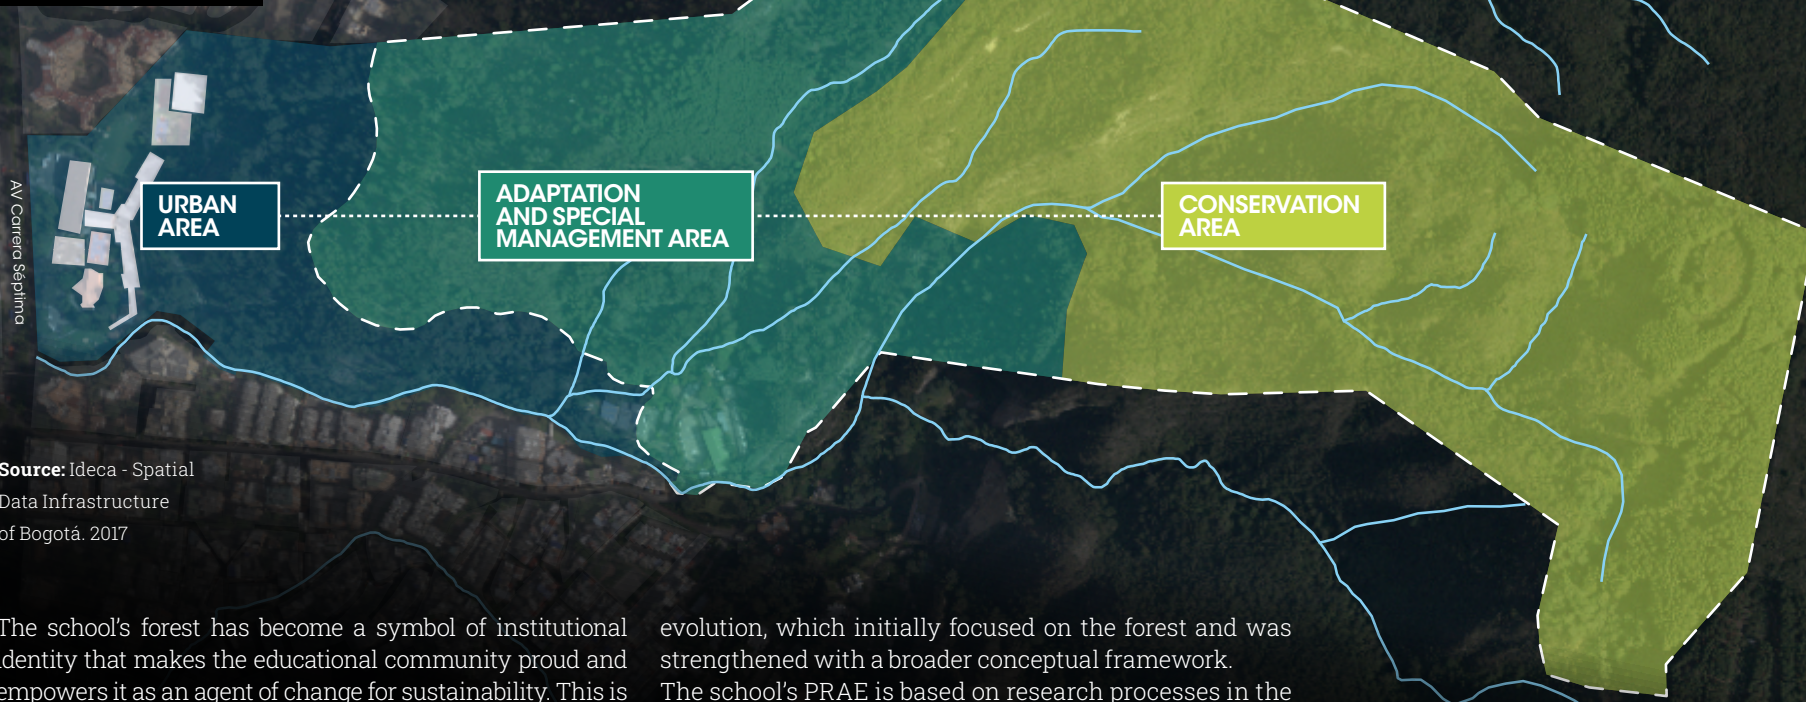 AV Carrera Séptima
URBAN
AREA
ADAPTATION
AND SPECIAL
MANAGEMENT AREA
CONSERVATION
AREA
Source: Ideca - Spatial
Data Infrastructure
of Bogotá. 2017
The school's forest has become a symbol of institutional
identity that makes the educational community proud and
empowers it as an agent of change for sustainability. This is
evolution, which initially focused on the forest and was
strengthened with a broader conceptual framework.
The school's PRAE is based on research processes in the